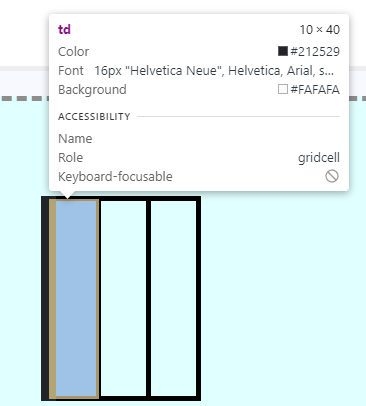 td 10 × 40
Color #212529
Font 16px "Helvetica Neue", Helvetica, Arial, s...
Background #FAFAFA
ACCESSIBILITY
Name
Role gridcell
Keyboard-focusable